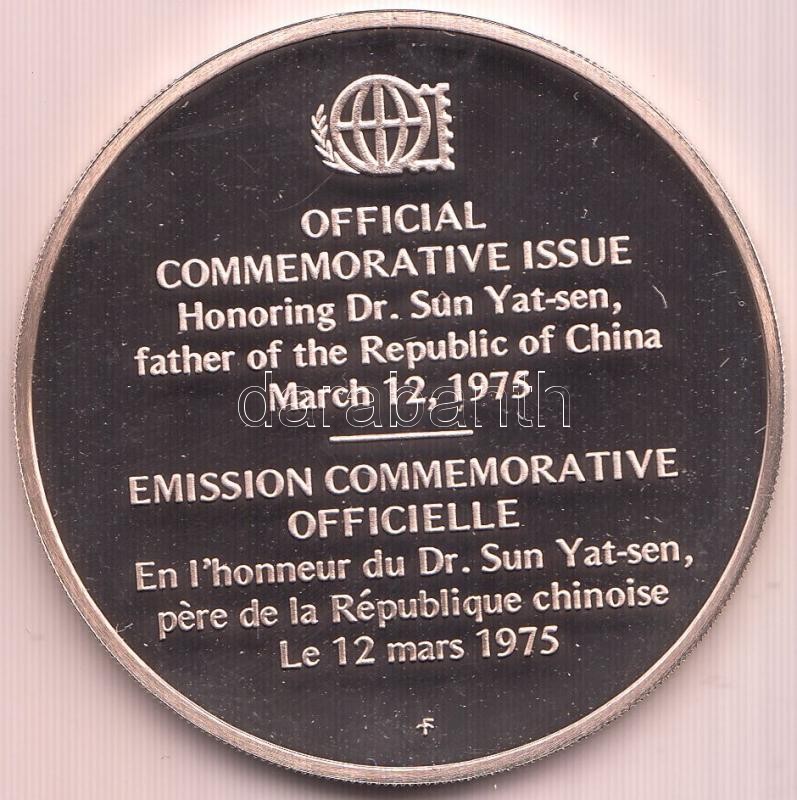 OFFICIAL
COMMEMORATIVE ISSUE
Honoring Dr. Sun Yat-sen,
father of the Republic of China
March 12, 1975
darabanth
EMISSION COMMEMORATIVE
OFFICIELLE
En l'honneur du Dr. Sun Yat-sen,
père de la République chinoise
Le 12 mars 1975